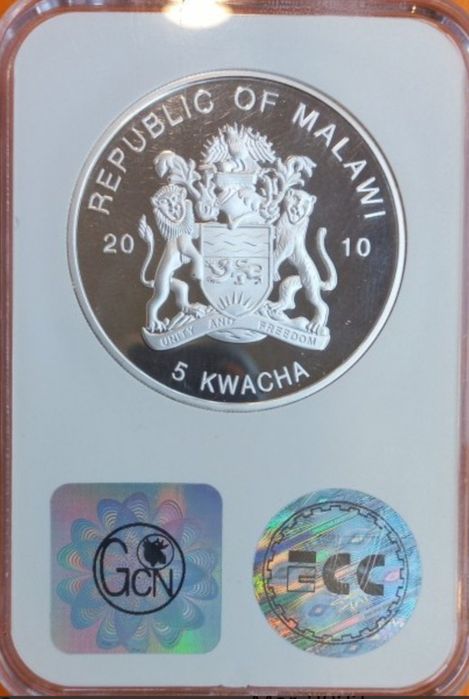 REPUBLIC OF MALAWI
20 10
UNITY AND FREEDOM
5 KWACHA
GCN
ECC